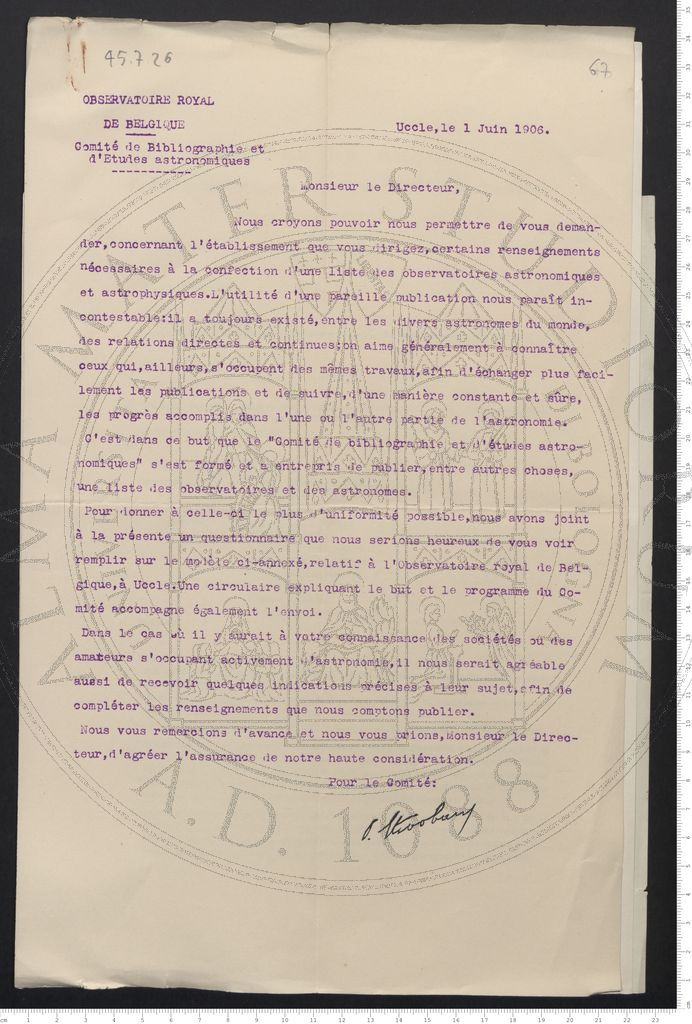 45.7 26
67
OBSERVATOIRE ROYAL
DE BELGIQUE
Uccle,le 1 Juin 1906.
Comité de Bibliographie et
d'Etudes astronomiques
Monsieur le Directeur,
Nous croyons pouvoir nous permettre de vous deman-
der,concernant l'établissement que vous dirigez,certains renseignements
nécessaires à la confection d'une liste des observatoires astronomiques
et astrophysiques.L'utilité d'une pareille publication nous paraît in-
contestable:il a toujours existé,entre les divers astronomes du monde,
des relations directes et continues;on aime généralement à connaître
ceux qui,ailleurs,s'occupent des mêmes travaux,afin d'échanger plus faci-
lement les publications et de suivre,d'une manière constante et sûre,
les progrès accomplis dans l'une ou l'autre partie de l'astronomie.
C'est dans ce but que le "Comité de bibliographie et d'études astro-
nomiques" s'est formé et a entrepris de publier,entre autres choses,
une liste des observatoires et des astronomes.
Pour donner à celle-ci le plus d'uniformité possible,nous avons joint
à la présente un questionnaire que nous serions heureux de vous voir
remplir sur le modèle ci-annexé,relatif à l'Observatoire royal de Bel-
gique,à Uccle.Une circulaire expliquant le but et le programme du Co-
mité accompagne également l'envoi.
Dans le cas où il y aurait à votre connaissance des sociétés ou des
amateurs s'occupant activement d'astronomie,il nous serait agréable
aussi de recevoir quelques indications précises à leur sujet,afin de
compléter les renseignements que nous comptons publier.
Nous vous remercions d'avance et nous vous prions,Monsieur le Direc-
teur,d'agréer l'assurance de notre haute considération.
Pour le Comité:
P. Stroobant
ALMA MATER STUDIORUM
A.D. 1088